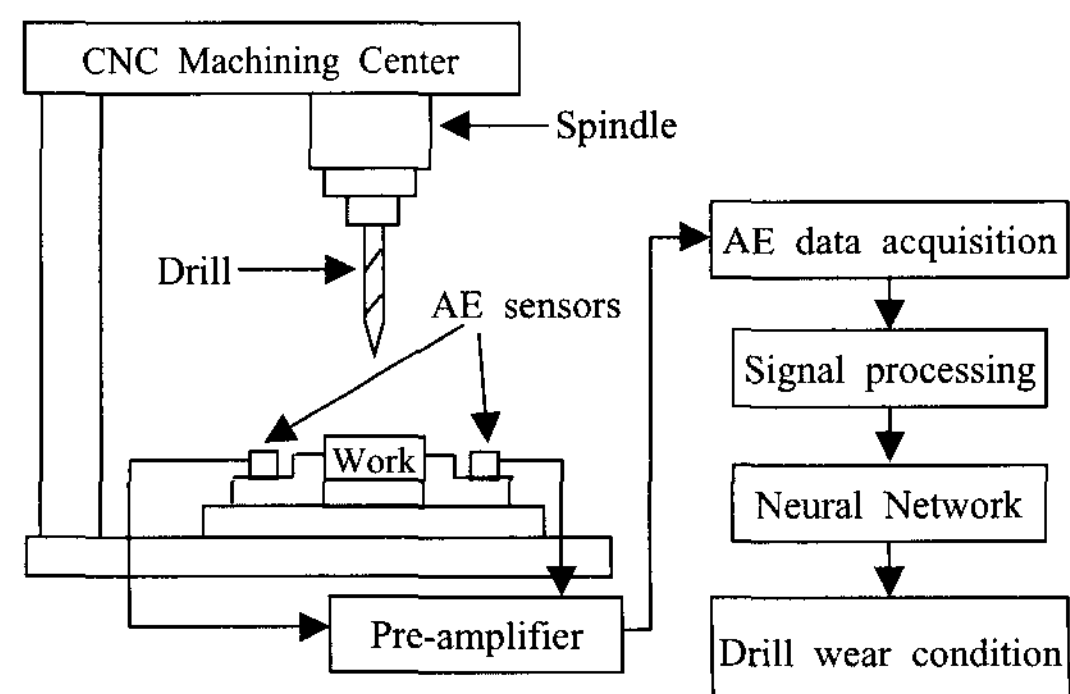 CNC Machining Center
Spindle
Drill
AE sensors
Work
Pre-amplifier
AE data acquisition
Signal processing
Neural Network
Drill wear condition